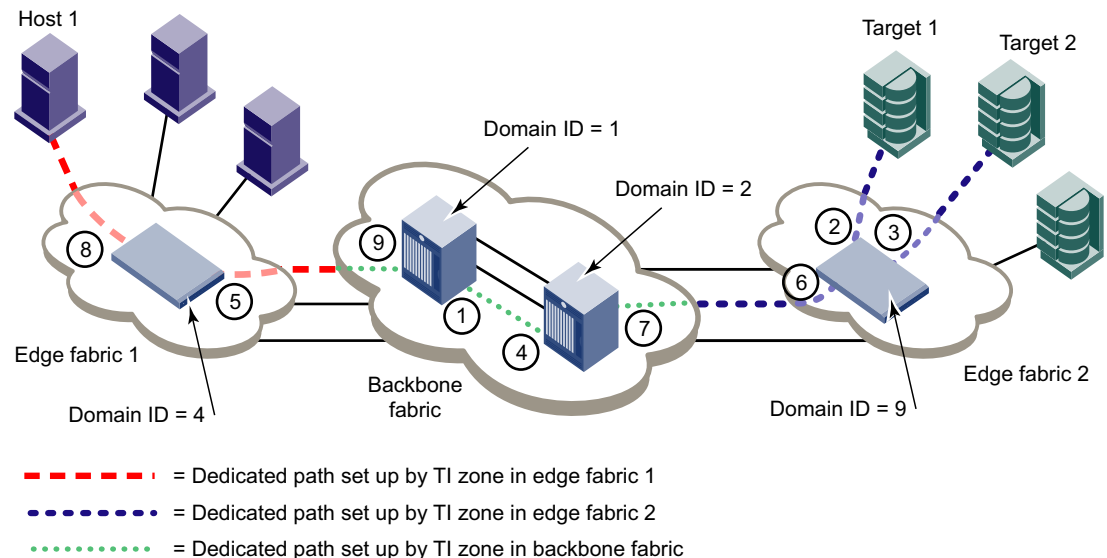 Host 1
Target 1
Target 2
Domain ID = 1
Domain ID = 2
8
9
2
3
5
6
1
7
4
Edge fabric 1
Backbone
fabric
Edge fabric 2
Domain ID = 4
Domain ID = 9
= Dedicated path set up by TI zone in edge fabric 1
= Dedicated path set up by TI zone in edge fabric 2
= Dedicated path set up by TI zone in backbone fabric